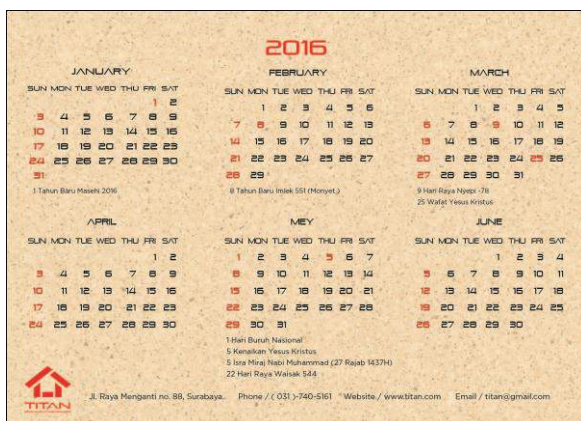 2016
JANUARY
SUN MON TUE WED THU FRI SAT
1 2
3 4 5 6 7 8 9
10 11 12 13 14 15 16
17 18 19 20 21 22 23
24 25 26 27 28 29 30
31
1 Tahun Baru Masehi 2016
FEBRUARY
SUN MON TUE WED THU FRI SAT
1 2 3 4 5 6
7 8 9 10 11 12 13
14 15 16 17 18 19 20
21 22 23 24 25 26 27
28 29
8 Tahun Baru Imlek 551 (Monyet,)
MARCH
SUN MON TUE WED THU FRI SAT
1 2 3 4 5
6 7 8 9 10 11 12
13 14 15 16 17 18 19
20 21 22 23 24 25 26
27 28 29 30 31
9 Hari Raya Nyepi -78
25 Wafat Yesus Kristus
APRIL
SUN MON TUE WED THU FRI SAT
1 2
3 4 5 6 7 8 9
10 11 12 13 14 15 16
17 18 19 20 21 22 23
24 25 26 27 28 29 30
MEY
SUN MON TUE WED THU FRI SAT
1 2 3 4 5 6 7
8 9 10 11 12 13 14
15 16 17 18 19 20 21
22 23 24 25 26 27 28
29 30 31
1 Hari Buruh Nasional
5 Kenaikan Yesus Kristus
5 Isra Miraj Nabi Muhammad (27 Rajab 1437H)
22 Hari Raya Waisak 544
JUNE
SUN MON TUE WED THU FRI SAT
1 2 3 4
5 6 7 8 9 10 11
12 13 14 15 16 17 18
19 20 21 22 23 24 25
26 27 28 29 30
TITAN
JL. Raya Menganti no. 88, Surabaya. Phone / ( 031 )-740-5161 Website / www.titan.com Email / titan@gmail.com